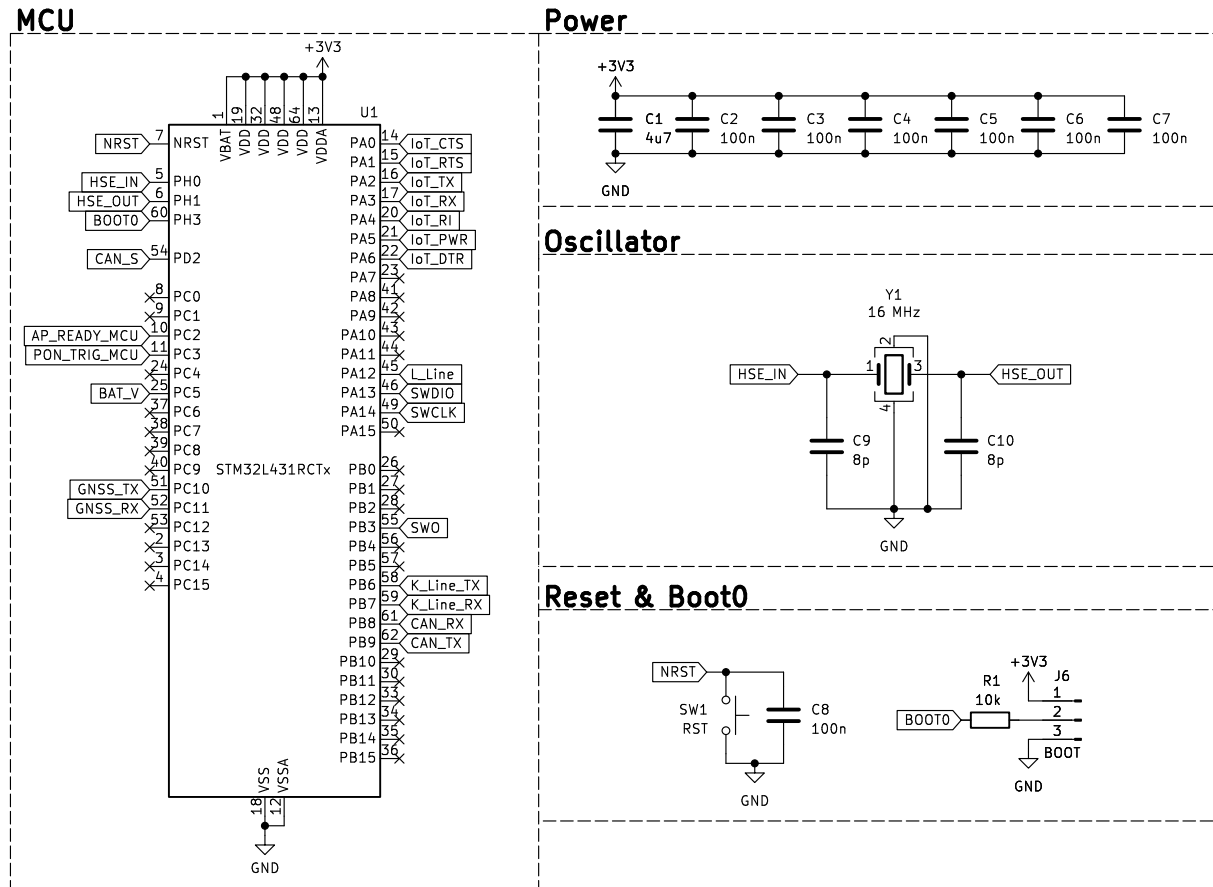 MCU
+3V3
1 19 32 48 64 13
VBAT VDD VDD VDD VDD VDDA
U1
NRST 7 NRST
HSE_IN 5 PH0
HSE_OUT 6 PH1
BOOT0 60 PH3
CAN_S 54 PD2
8 PC0
9 PC1
AP_READY_MCU 10 PC2
PON_TRIG_MCU 11 PC3
24 PC4
BAT_V 25 PC5
37 PC6
38 PC7
39 PC8
40 PC9
GNSS_TX 51 PC10
GNSS_RX 52 PC11
53 PC12
2 PC13
3 PC14
4 PC15
STM32L431RCTx
PA0 14 IoT_CTS
PA1 15 IoT_RTS
PA2 16 IoT_TX
PA3 17 IoT_RX
PA4 20 IoT_RI
PA5 21 IoT_PWR
PA6 22 IoT_DTR
PA7 23
PA8 41
PA9 42
PA10 43
PA11 44
PA12 45 L_Line
PA13 46 SWDIO
PA14 49 SWCLK
PA15 50
PB0 26
PB1 27
PB2 28
PB3 55 SWO
PB4 56
PB5 57
PB6 58 K_Line_TX
PB7 59 K_Line_RX
PB8 61 CAN_RX
PB9 62 CAN_TX
PB10 29
PB11 30
PB12 33
PB13 34
PB14 35
PB15 36
VSS VSSA
18 12
GND
Power
+3V3
C1 C2 C3 C4 C5 C6 C7
4u7 100n 100n 100n 100n 100n 100n
GND
Oscillator
Y1
16 MHz
2
HSE_IN 1 3 HSE_OUT
4
C9 C10
8p 8p
GND
Reset & Boot0
NRST
SW1
RST
C8
100n
GND
+3V3
R1
10k
J6
1
BOOT0 2
3
BOOT
GND